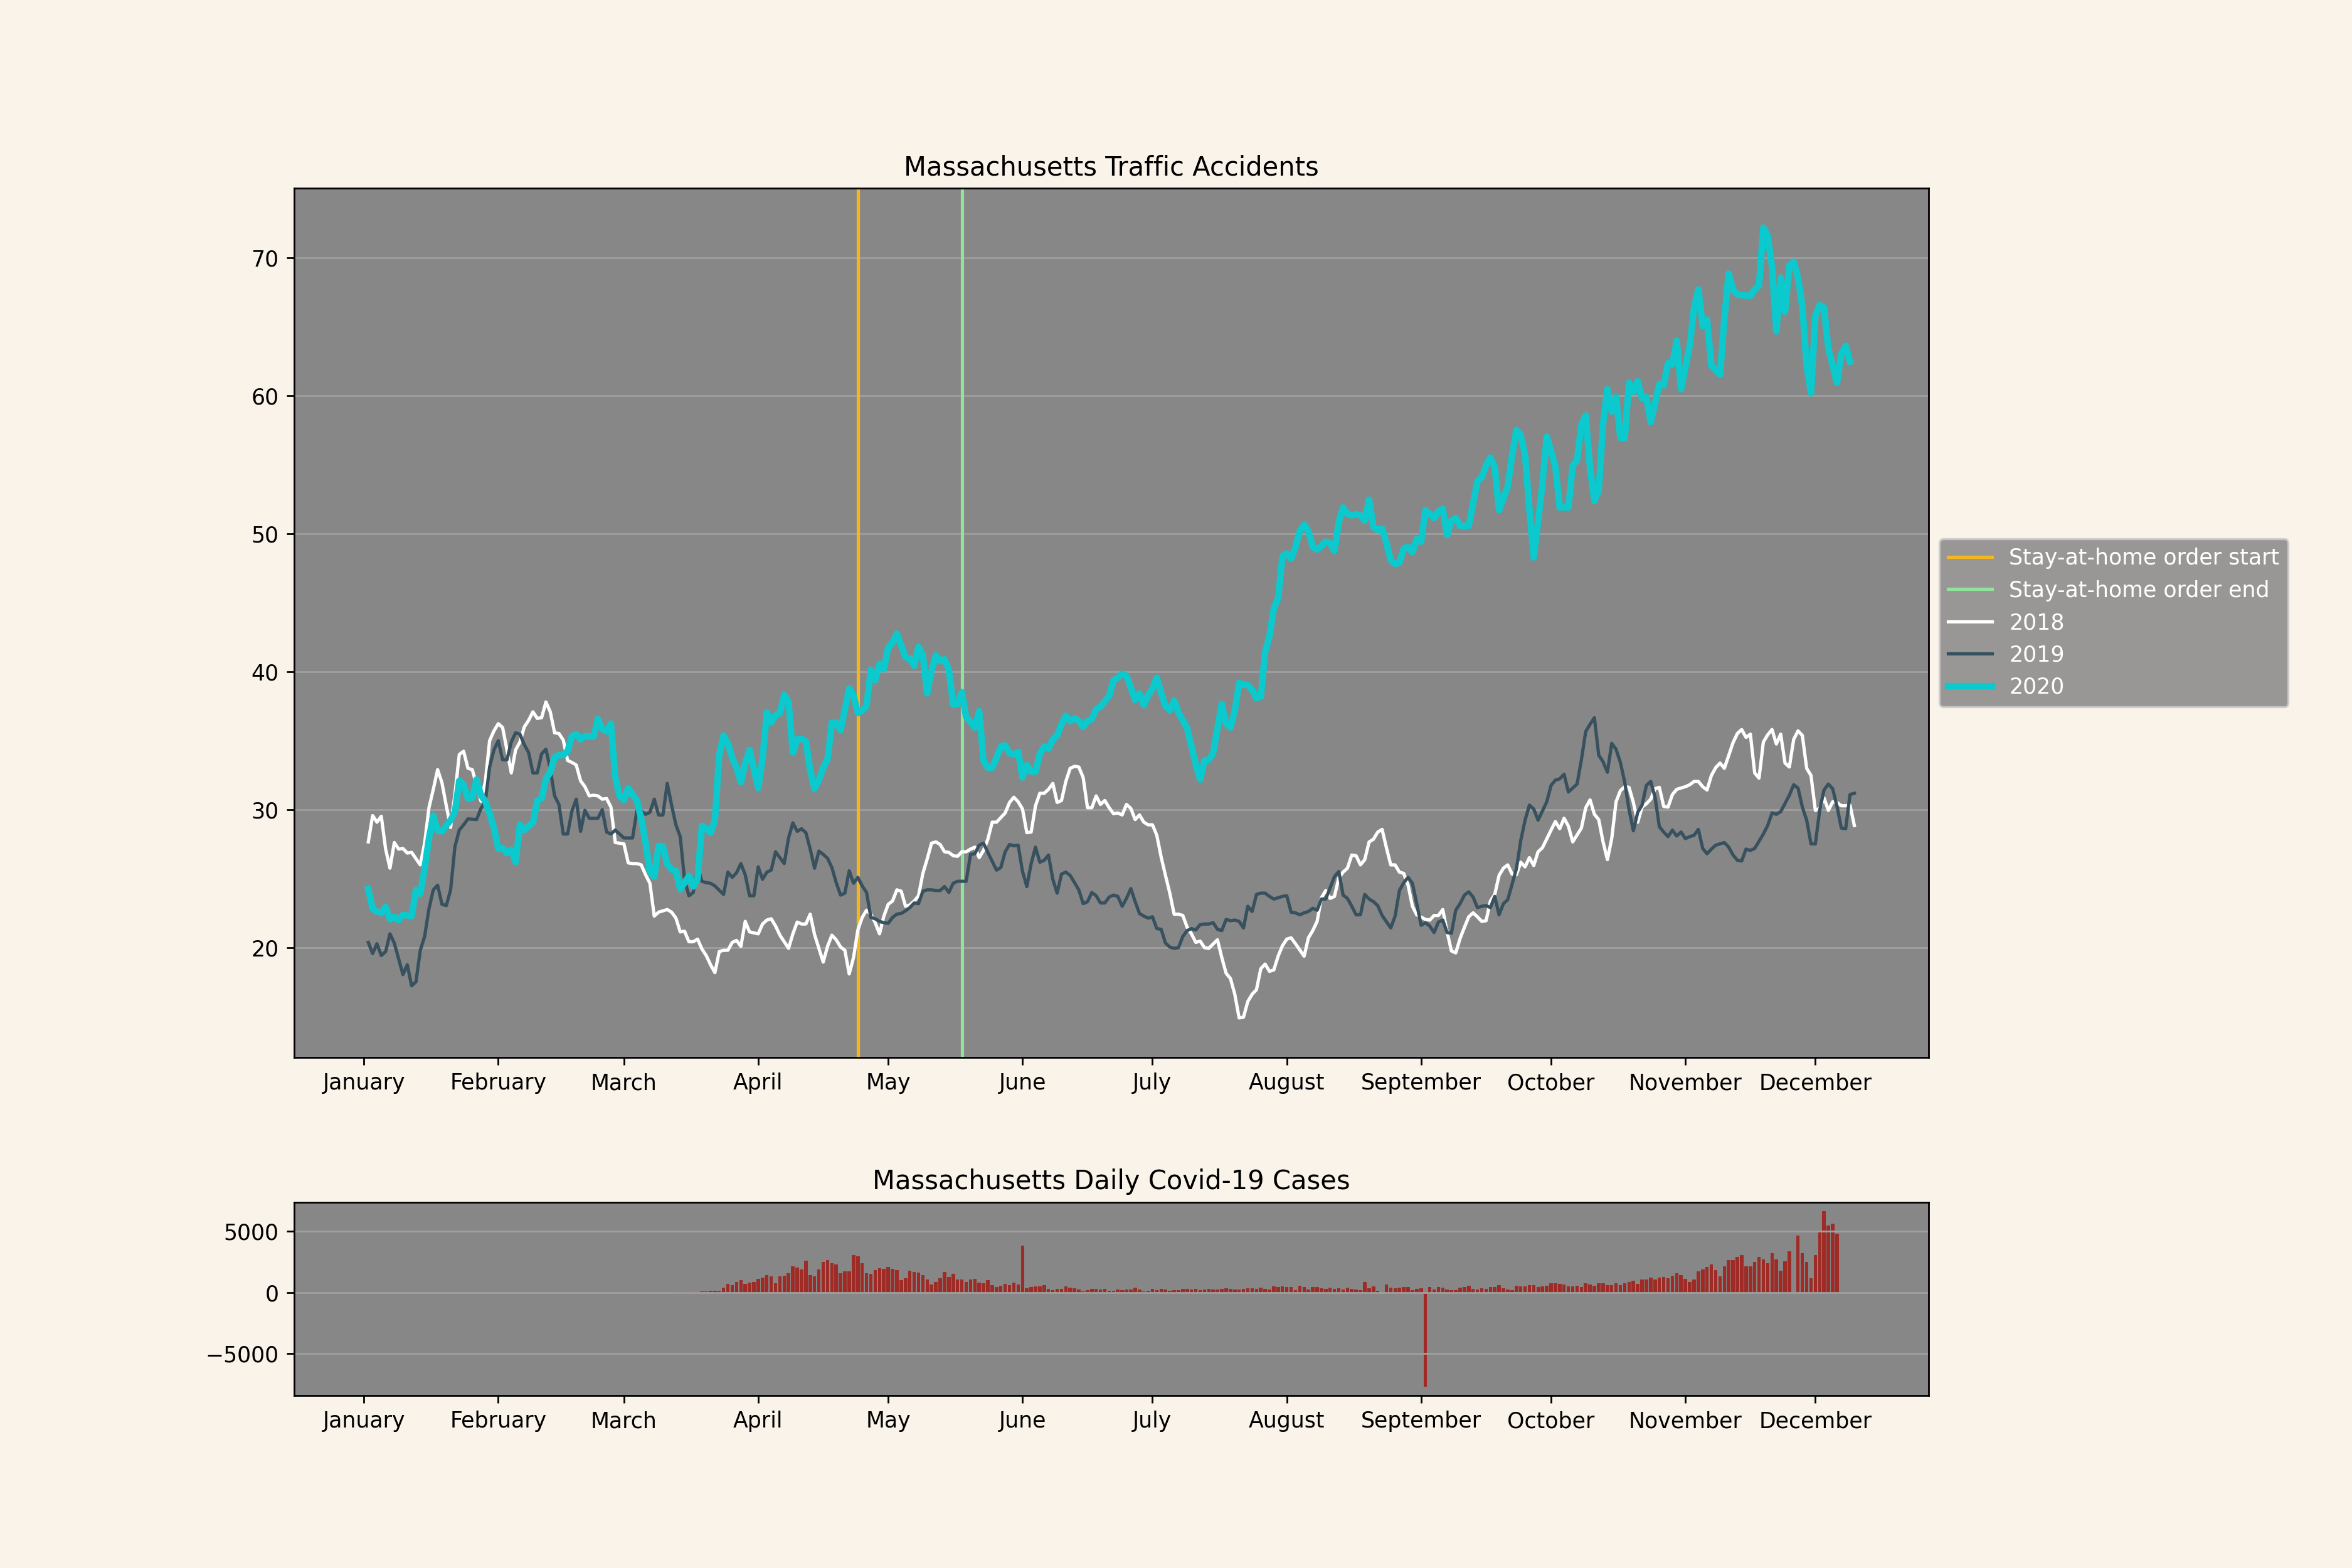 Massachusetts Traffic Accidents
70
60
50
40
30
20
January February March April May June July August September October November December
Stay-at-home order start
Stay-at-home order end
2018
2019
2020
Massachusetts Daily Covid-19 Cases
5000
0
−5000
January February March April May June July August September October November December